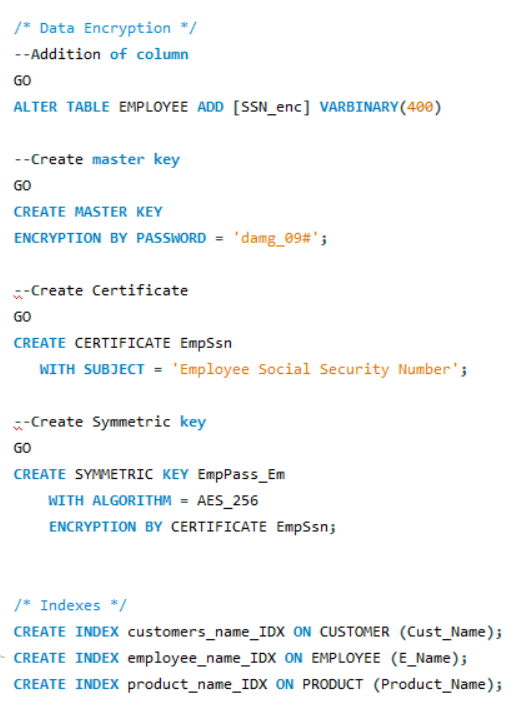 /* Data Encryption */
--Addition of column
GO
ALTER TABLE EMPLOYEE ADD [SSN_enc] VARBINARY(400)
--Create master key
GO
CREATE MASTER KEY
ENCRYPTION BY PASSWORD = 'damg_09#';
--Create Certificate
GO
CREATE CERTIFICATE EmpSsn
WITH SUBJECT = 'Employee Social Security Number';
--Create Symmetric key
GO
CREATE SYMMETRIC KEY EmpPass_Em
WITH ALGORITHM = AES_256
ENCRYPTION BY CERTIFICATE EmpSsn;
/* Indexes */
CREATE INDEX customers_name_IDX ON CUSTOMER (Cust_Name);
CREATE INDEX employee_name_IDX ON EMPLOYEE (E_Name);
CREATE INDEX product_name_IDX ON PRODUCT (Product_Name);